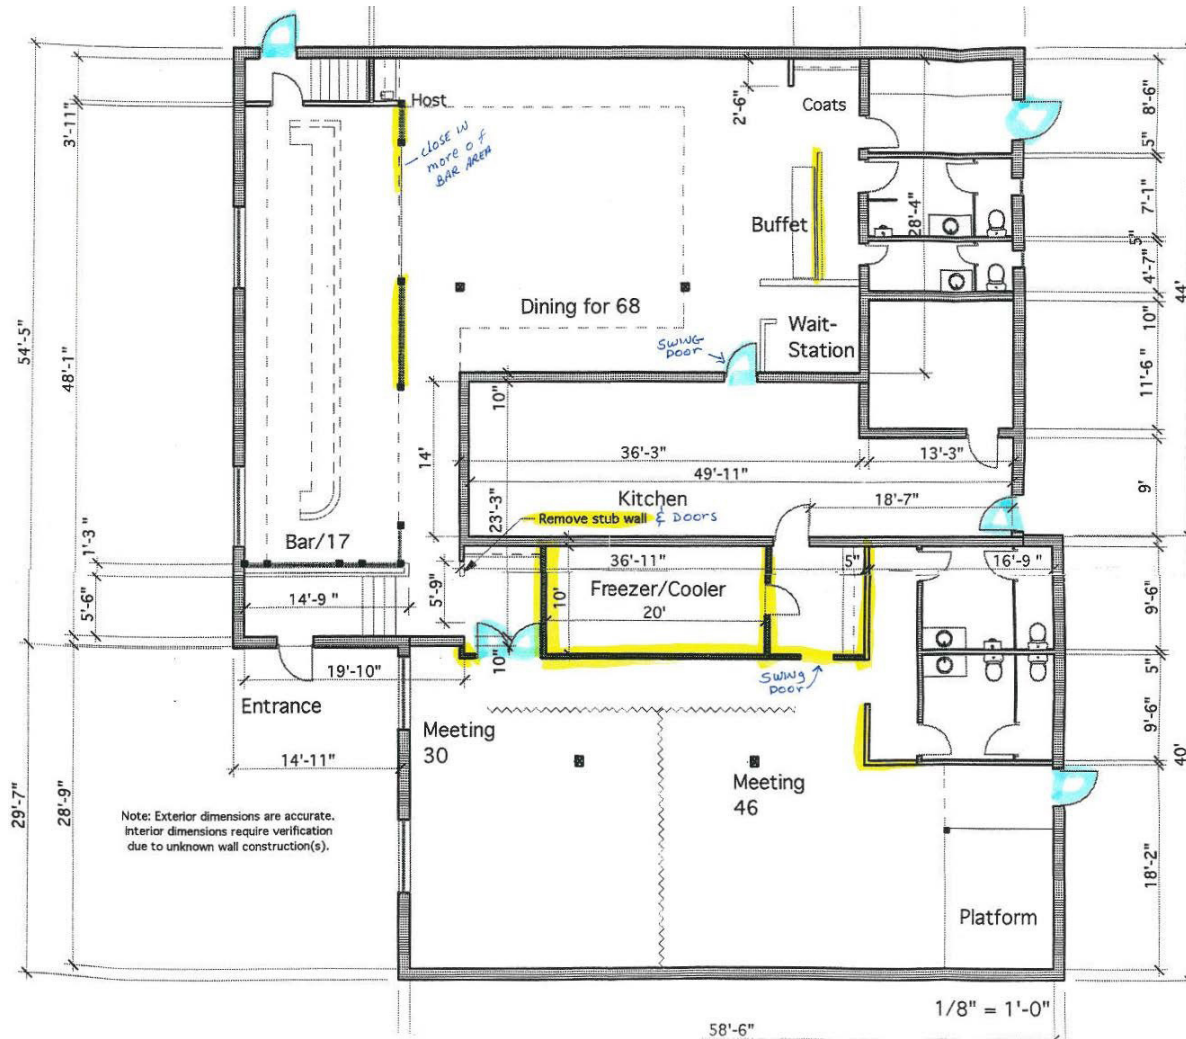 Host
CLOSE IN
more of
BAR AREA
3'-11"
2'-6"
Coats
8'-6"
5"
7'-1"
28'-4"
5"
4'-7"
Buffet
10"
44'
54'-5"
48'-1"
Dining for 68
Wait-
Station
SWING
DOOR
11'-6"
10"
14'
36'-3"
13'-3"
49'-11"
9'
18'-7"
Kitchen
23'-3"
Remove stub wall & DOORS
Bar/17
1'-3"
5'-6"
14'-9"
5'-9"
36'-11"
5"
16'-9"
Freezer/Cooler
10'
20'
9'-6"
10"
19'-10"
SWING
DOOR
5"
Entrance
Meeting
30
9'-6"
14'-11"
40'
Meeting
46
29'-7"
28'-9"
Note: Exterior dimensions are accurate.
Interior dimensions require verification
due to unknown wall construction(s).
18'-2"
Platform
1/8" = 1'-0"
58'-6"